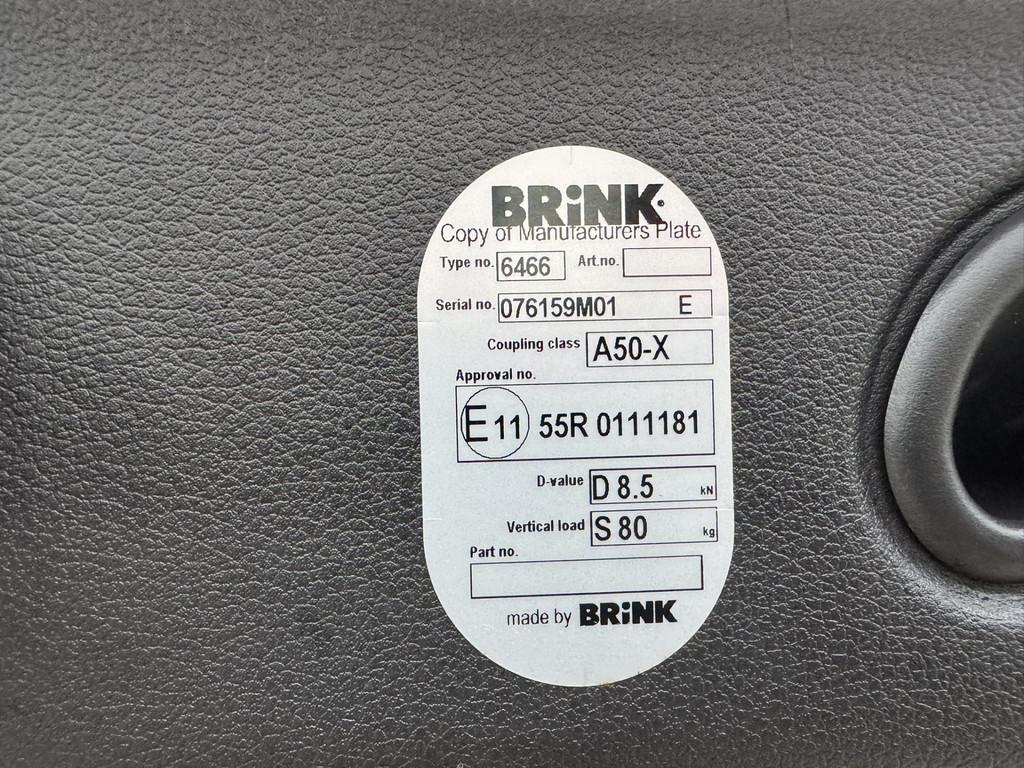 BRiNK
Copy of Manufacturers Plate
Type no. 6466 Art.no.
Serial no. 076159M01 E
Coupling class A50-X
Approval no.
E 11 55R 0111181
D-value D 8.5 kN
Vertical load S 80 kg
Part no.
made by BRiNK